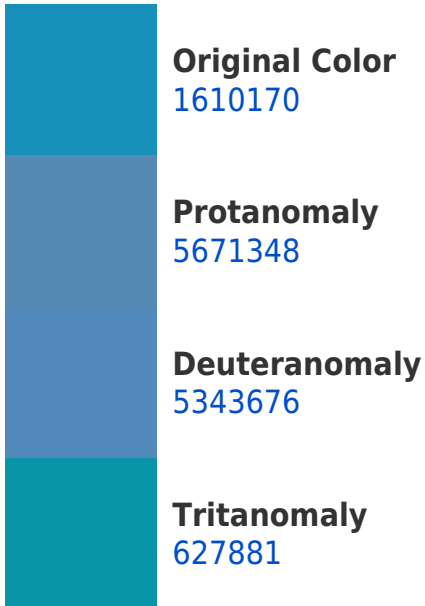 Original Color
1610170
Protanomaly
5671348
Deuteranomaly
5343676
Tritanomaly
627881